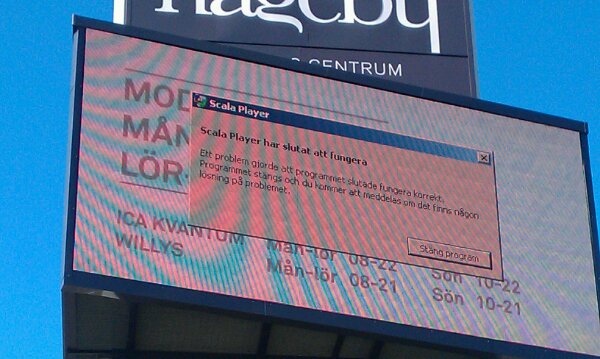 Hageby
CENTRUM
MOD
MÅN
LÖR-
Scala Player
Scala Player har slutat att fungera
Ett problem gjorde att programmet slutade fungera korrekt.
Programmet stängs och du kommer att meddelas om det finns någon
lösning på problemet.
Stäng program
ICA KVANTUM Mån-lör 08-22 Sön 10-22
WILLYS Mån-lör 08-21 Sön 10-21